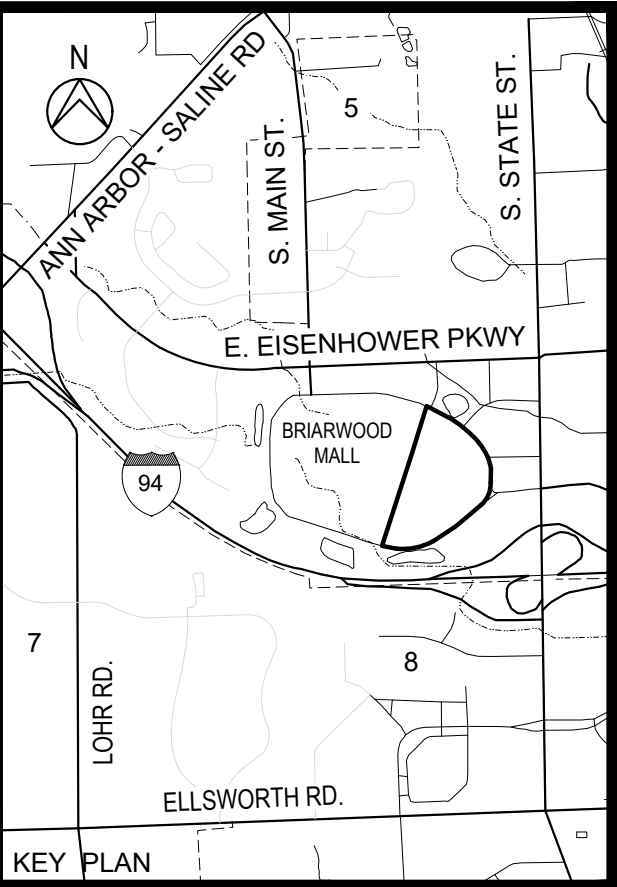 N
ANN ARBOR - SALINE RD
5
S. MAIN ST.
S. STATE ST.
E. EISENHOWER PKWY
BRIARWOOD
MALL
94
7
8
LOHR RD.
ELLSWORTH RD.
KEY PLAN